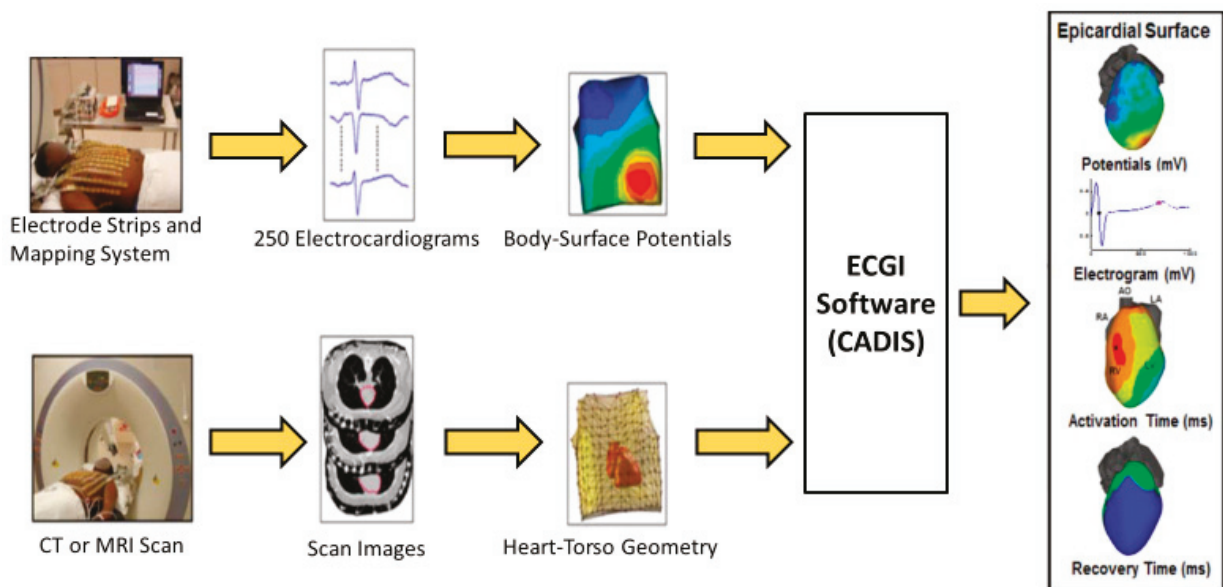 Electrode Strips and
Mapping System
250 Electrocardiograms
Body-Surface Potentials
CT or MRI Scan
Scan Images
Heart-Torso Geometry
ECGI
Software
(CADIS)
Epicardial Surface
Potentials (mV)
Electrogram (mV)
AO
LA
RA
RV
LV
Activation Time (ms)
Recovery Time (ms)